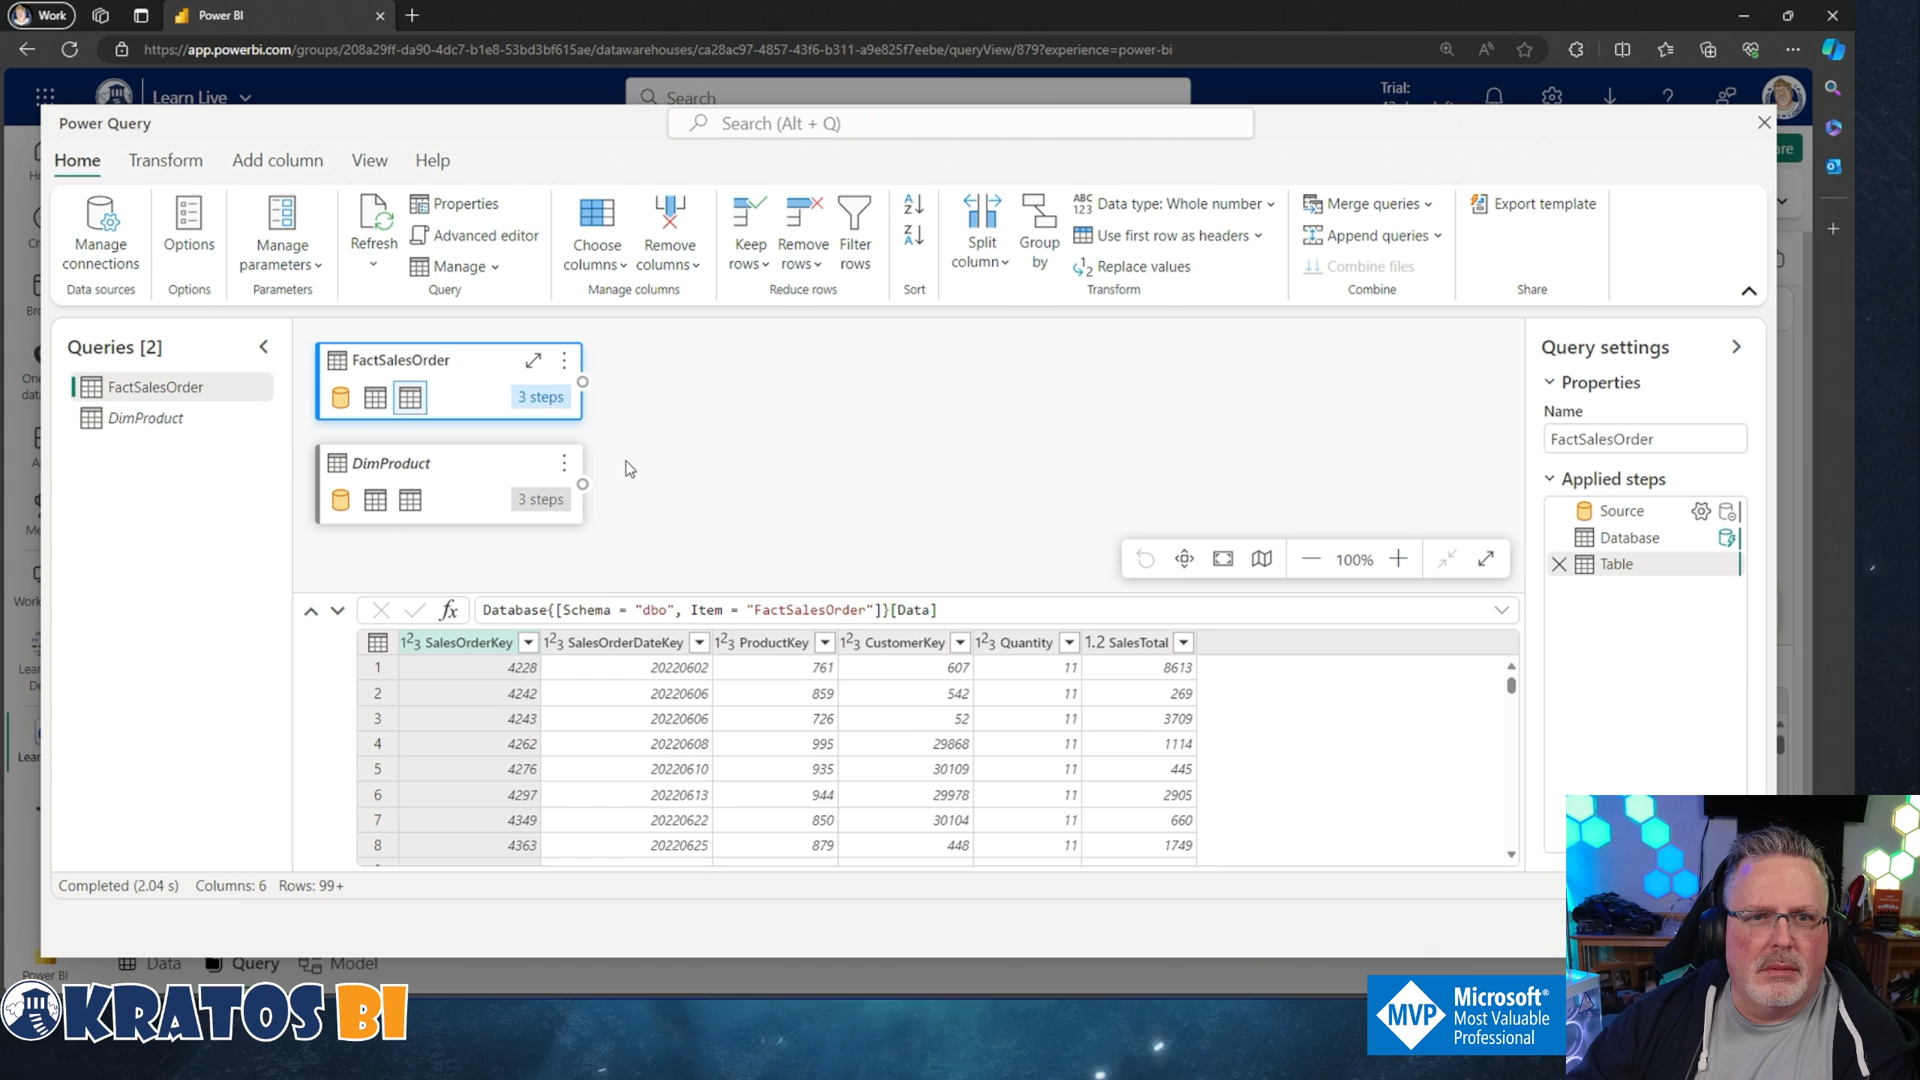 Work
Power BI
https://app.powerbi.com/groups/208a29ff-da90-4dc7-b1e8-53bd3bf615ae/datawarehouses/ca28ac97-4857-43f6-b311-a9e825f7eebe/queryView/879?experience=power-bi
Learn Live
Search
Trial:
Power Query
Search (Alt + Q)
Home Transform Add column View Help
Manage connections
Data sources
Options
Options
Manage parameters
Parameters
Refresh
Properties
Advanced editor
Manage
Query
Choose columns
Remove columns
Manage columns
Keep rows
Remove rows
Filter rows
Reduce rows
Sort
Split column
Group by
Data type: Whole number
Use first row as headers
Replace values
Transform
Merge queries
Append queries
Combine files
Combine
Export template
Share
Queries [2]
FactSalesOrder
DimProduct
FactSalesOrder
3 steps
DimProduct
3 steps
100%
Query settings
Properties
Name
FactSalesOrder
Applied steps
Source
Database
Table
fx Database{[Schema = "dbo", Item = "FactSalesOrder"]}[Data]
SalesOrderKey SalesOrderDateKey ProductKey CustomerKey Quantity 1.2 SalesTotal
1 4228 20220602 761 607 11 8613
2 4242 20220606 859 542 11 269
3 4243 20220606 726 52 11 3709
4 4262 20220608 995 29868 11 1114
5 4276 20220610 935 30109 11 445
6 4297 20220613 944 29978 11 2905
7 4349 20220622 850 30104 11 660
8 4363 20220625 879 448 11 1749
Completed (2.04 s) Columns: 6 Rows: 99+
Data Query Model
Power BI
KRATOS BI
MVP
Microsoft®
Most Valuable
Professional